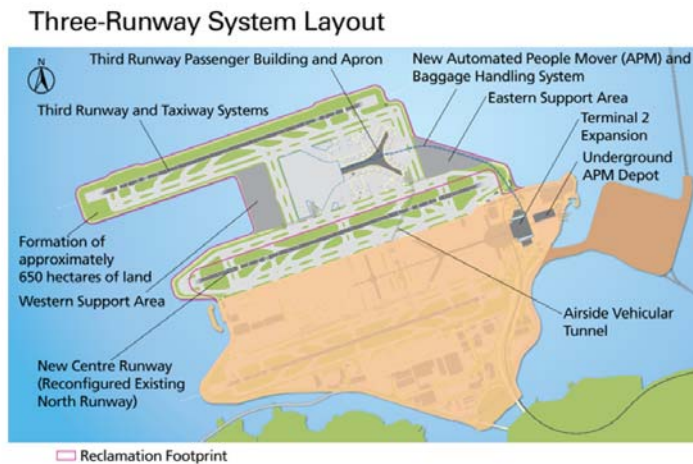 Three-Runway System Layout
N
Third Runway Passenger Building and Apron
New Automated People Mover (APM) and
Baggage Handling System
Eastern Support Area
Third Runway and Taxiway Systems
Terminal 2
Expansion
Underground
APM Depot
Formation of
approximately
650 hectares of land
Western Support Area
Airside Vehicular
Tunnel
New Centre Runway
(Reconfigured Existing
North Runway)
Reclamation Footprint